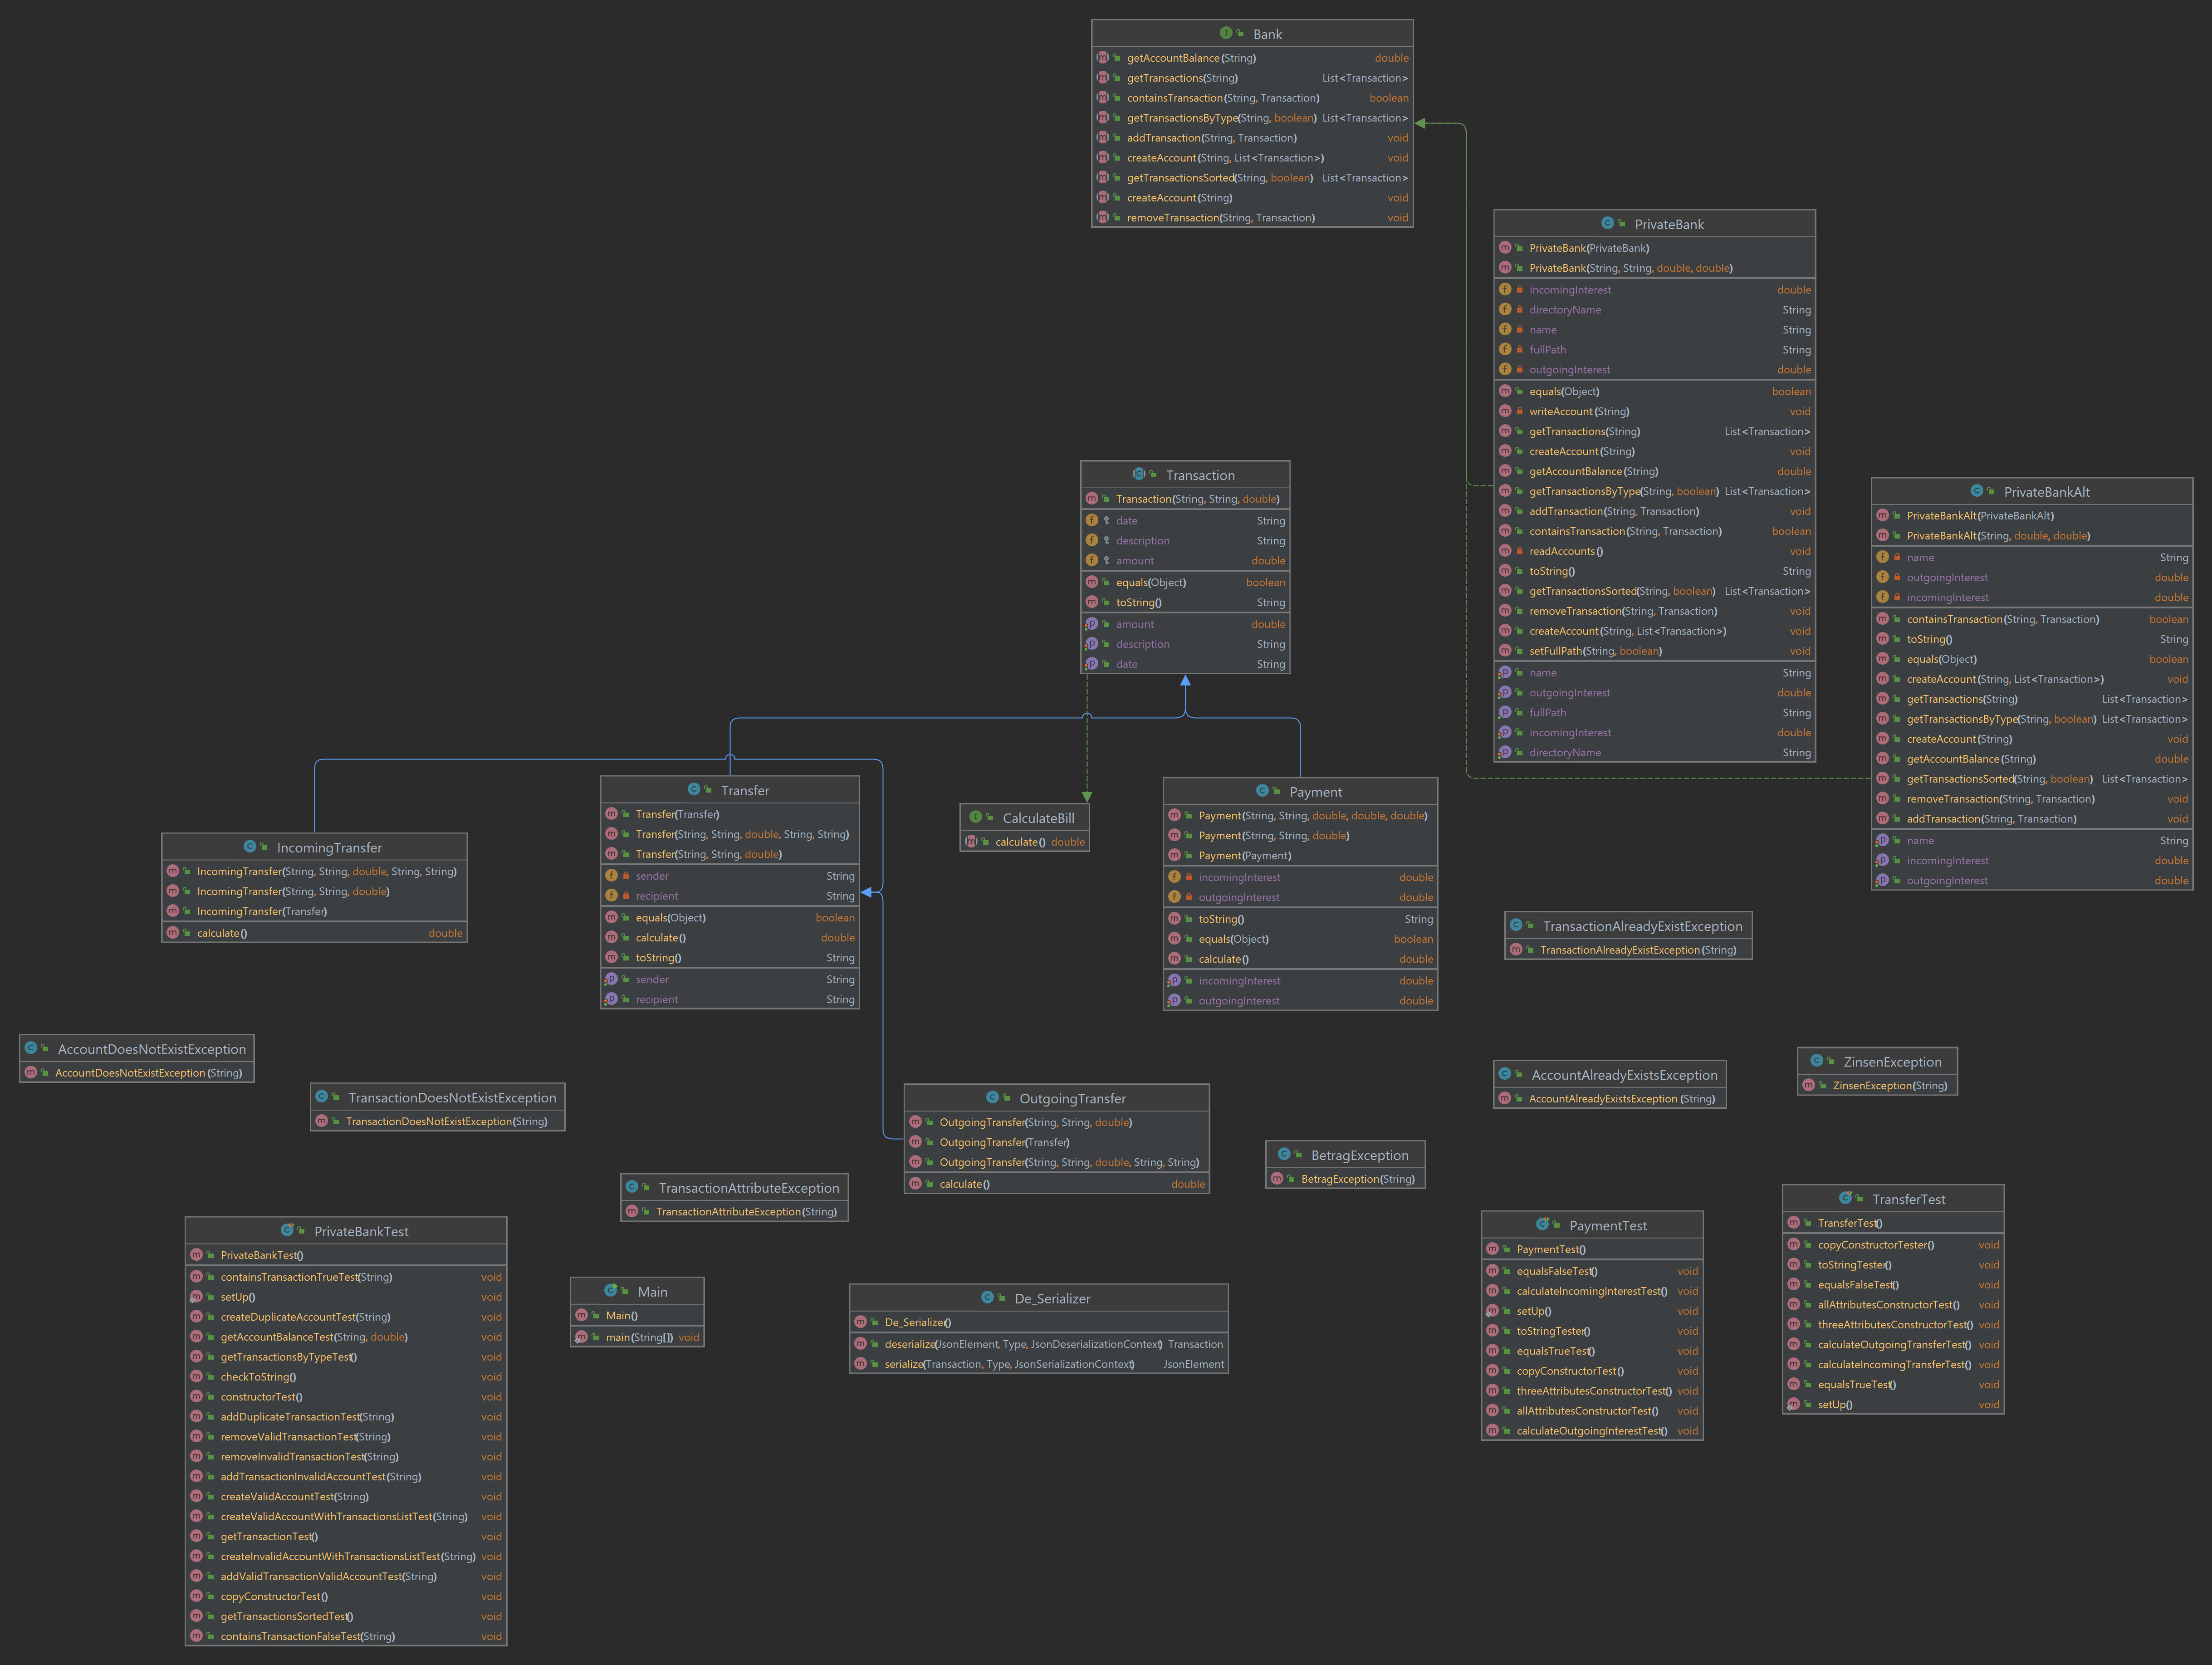 Bank
getAccountBalance(String) double
getTransactions(String) List<Transaction>
containsTransaction(String, Transaction) boolean
getTransactionsByType(String, boolean) List<Transaction>
addTransaction(String, Transaction) void
createAccount(String, List<Transaction>) void
getTransactionsSorted(String, boolean) List<Transaction>
createAccount(String) void
removeTransaction(String, Transaction) void
PrivateBank
PrivateBank(PrivateBank)
PrivateBank(String, String, double, double)
incomingInterest double
directoryName String
name String
fullPath String
outgoingInterest double
equals(Object) boolean
writeAccount(String) void
getTransactions(String) List<Transaction>
createAccount(String) void
getAccountBalance(String) double
getTransactionsByType(String, boolean) List<Transaction>
addTransaction(String, Transaction) void
containsTransaction(String, Transaction) boolean
readAccounts() void
toString() String
getTransactionsSorted(String, boolean) List<Transaction>
removeTransaction(String, Transaction) void
createAccount(String, List<Transaction>) void
setFullPath(String, boolean) void
name String
outgoingInterest double
fullPath String
incomingInterest double
directoryName String
Transaction
Transaction(String, String, double)
date String
description String
amount double
equals(Object) boolean
toString() String
amount double
description String
date String
PrivateBankAlt
PrivateBankAlt(PrivateBankAlt)
PrivateBankAlt(String, double, double)
name String
outgoingInterest double
incomingInterest double
containsTransaction(String, Transaction) boolean
toString() String
equals(Object) boolean
createAccount(String, List<Transaction>) void
getTransactions(String) List<Transaction>
getTransactionsByType(String, boolean) List<Transaction>
createAccount(String) void
getAccountBalance(String) double
getTransactionsSorted(String, boolean) List<Transaction>
removeTransaction(String, Transaction) void
addTransaction(String, Transaction) void
name String
incomingInterest double
outgoingInterest double
IncomingTransfer
IncomingTransfer(String, String, double, String, String)
IncomingTransfer(String, String, double)
IncomingTransfer(Transfer)
calculate() double
Transfer
Transfer(Transfer)
Transfer(String, String, double, String, String)
Transfer(String, String, double)
sender String
recipient String
equals(Object) boolean
calculate() double
toString() String
sender String
recipient String
CalculateBill
calculate() double
Payment
Payment(String, String, double, double, double)
Payment(String, String, double)
Payment(Payment)
incomingInterest double
outgoingInterest double
toString() String
equals(Object) boolean
calculate() double
incomingInterest double
outgoingInterest double
TransactionAlreadyExistException
TransactionAlreadyExistException(String)
AccountDoesNotExistException
AccountDoesNotExistException(String)
TransactionDoesNotExistException
TransactionDoesNotExistException(String)
OutgoingTransfer
OutgoingTransfer(String, String, double)
OutgoingTransfer(Transfer)
OutgoingTransfer(String, String, double, String, String)
calculate() double
AccountAlreadyExistsException
AccountAlreadyExistsException(String)
ZinsenException
ZinsenException(String)
BetragException
BetragException(String)
TransactionAttributeException
TransactionAttributeException(String)
PrivateBankTest
PrivateBankTest()
containsTransactionTrueTest(String) void
setUp() void
createDuplicateAccountTest(String) void
getAccountBalanceTest(String, double) void
getTransactionsByTypeTest() void
checkToString() void
constructorTest() void
addDuplicateTransactionTest(String) void
removeValidTransactionTest(String) void
removeInvalidTransactionTest(String) void
addTransactionInvalidAccountTest(String) void
createValidAccountTest(String) void
createValidAccountWithTransactionsListTest(String) void
getTransactionTest() void
createInvalidAccountWithTransactionsListTest(String) void
addValidTransactionValidAccountTest(String) void
copyConstructorTest() void
getTransactionsSortedTest() void
containsTransactionFalseTest(String) void
Main
Main()
main(String[]) void
De_Serializer
De_Serializer()
deserialize(JsonElement, Type, JsonDeserializationContext) Transaction
serialize(Transaction, Type, JsonSerializationContext) JsonElement
PaymentTest
PaymentTest()
equalsFalseTest() void
calculateIncomingInterestTest() void
setUp() void
toStringTester() void
equalsTrueTest() void
copyConstructorTest() void
threeAttributesConstructorTest() void
allAttributesConstructorTest() void
calculateOutgoingInterestTest() void
TransferTest
TransferTest()
copyConstructorTester() void
toStringTester() void
equalsFalseTest() void
allAttributesConstructorTest() void
threeAttributesConstructorTest() void
calculateOutgoingTransferTest() void
calculateIncomingTransferTest() void
equalsTrueTest() void
setUp() void